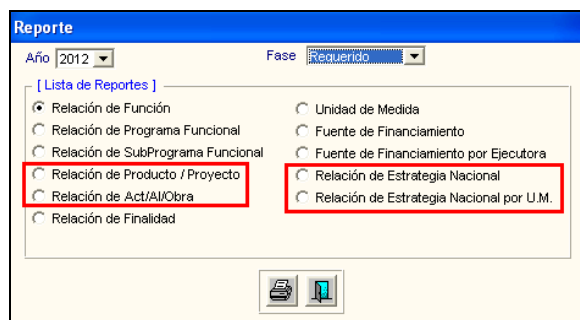 Reporte
Año 2012 Fase Requerido
[ Lista de Reportes ]
Relación de Función
Relación de Programa Funcional
Relación de SubPrograma Funcional
Relación de Producto / Proyecto
Relación de Act/AI/Obra
Relación de Finalidad
Unidad de Medida
Fuente de Financiamiento
Fuente de Financiamiento por Ejecutora
Relación de Estrategia Nacional
Relación de Estrategia Nacional por U.M.